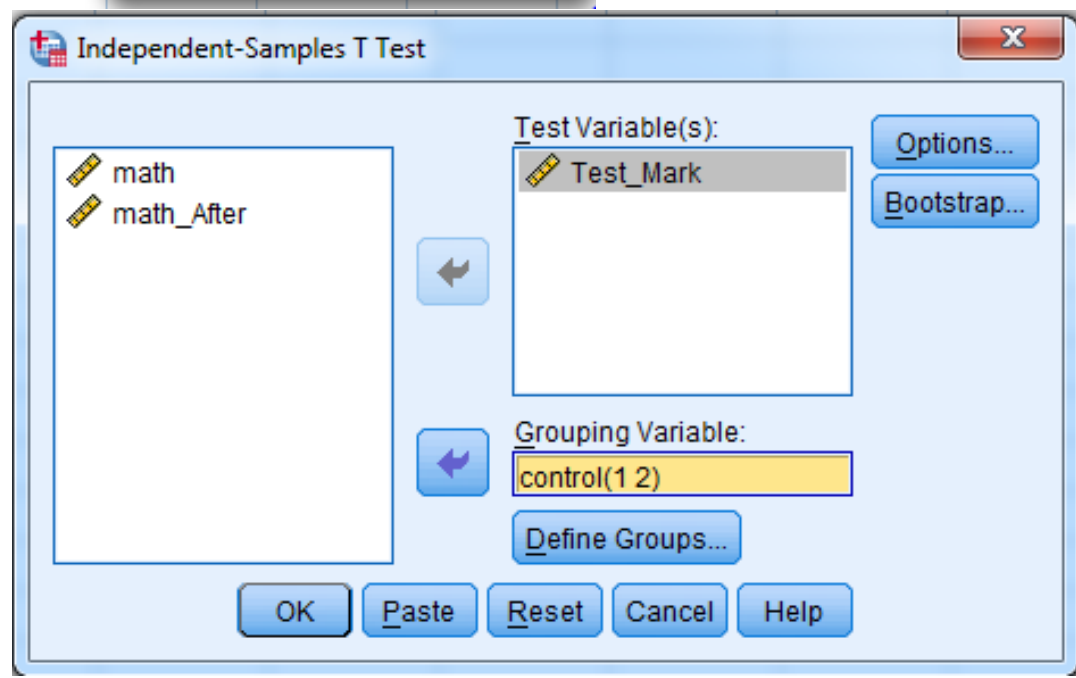 Independent-Samples T Test
Test Variable(s):
math
math_After
Test_Mark
Options...
Bootstrap...
Grouping Variable:
control(1 2)
Define Groups...
OK Paste Reset Cancel Help